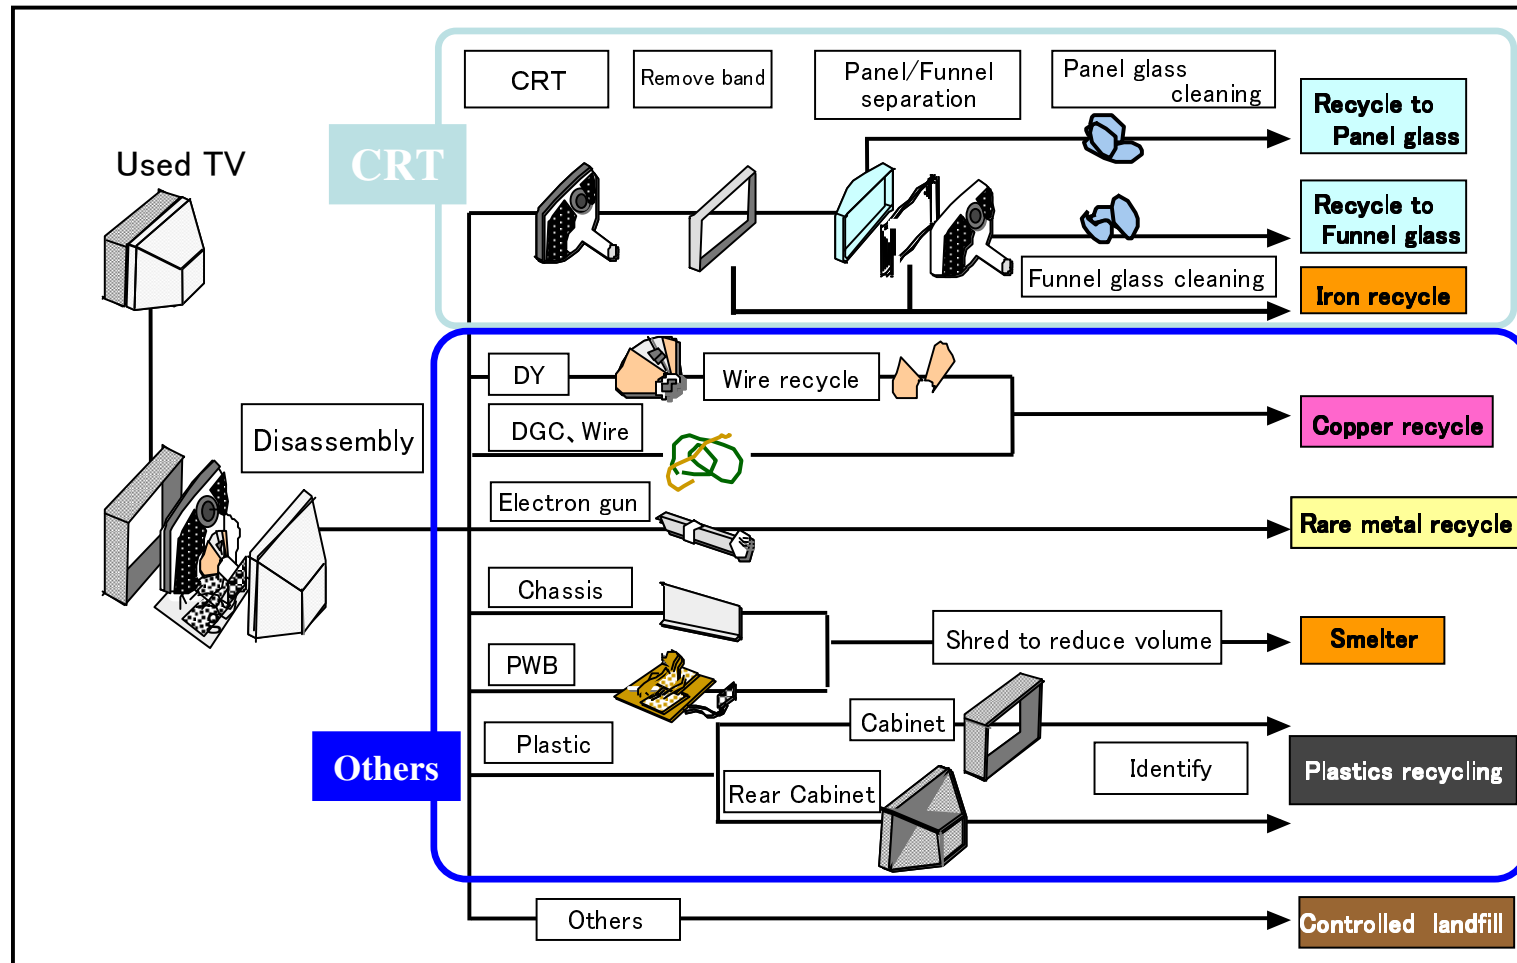 CRT
Remove band
Panel/Funnel
separation
Panel glass
cleaning
Recycle to
Panel glass
CRT
Used TV
Recycle to
Funnel glass
Funnel glass cleaning
Iron recycle
DY
Wire recycle
DGC、Wire
Copper recycle
Disassembly
Electron gun
Rare metal recycle
Chassis
Shred to reduce volume
Smelter
PWB
Cabinet
Plastic
Others
Identify
Plastics recycling
Rear Cabinet
Others
Controlled landfill